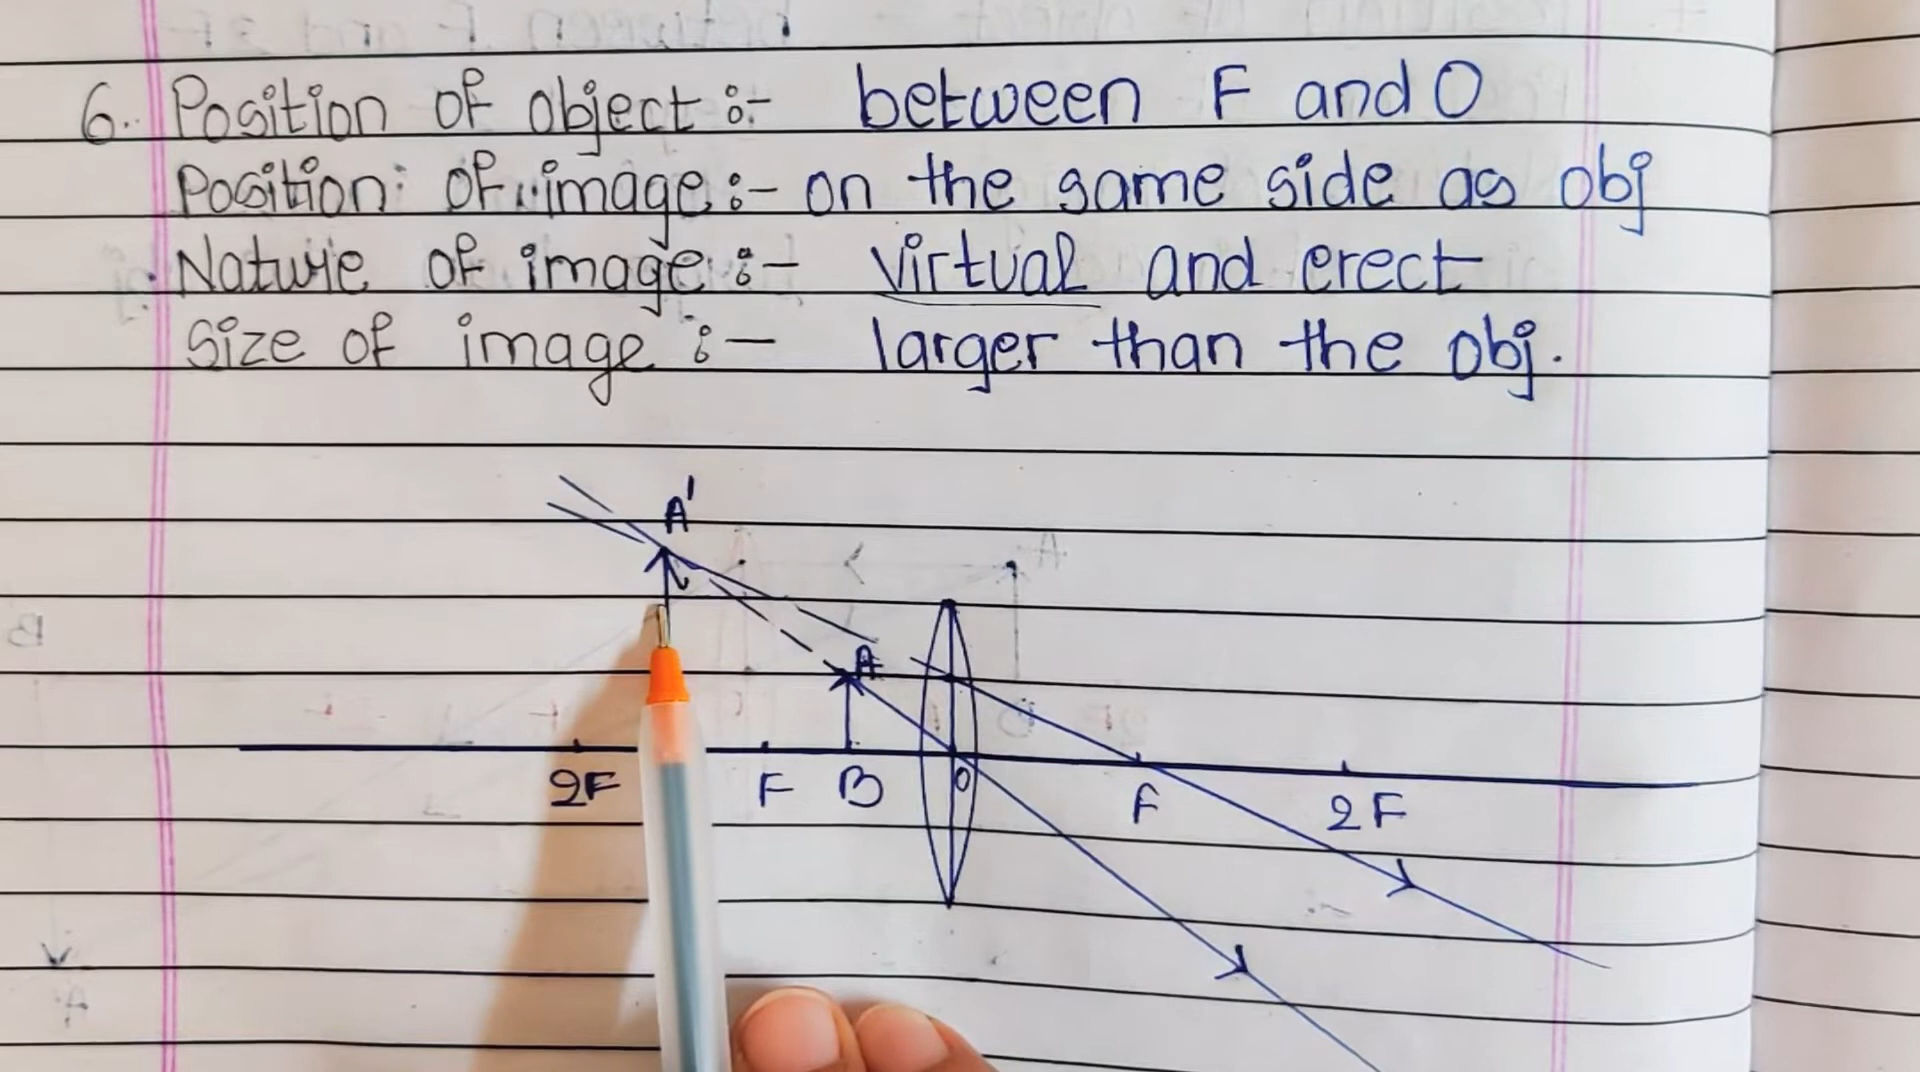 6. Position of object :- between F and O
Position of image :- on the same side as obj
Nature of image :- virtual and erect
Size of image :- larger than the obj.
A'
A
2F F B O F 2F